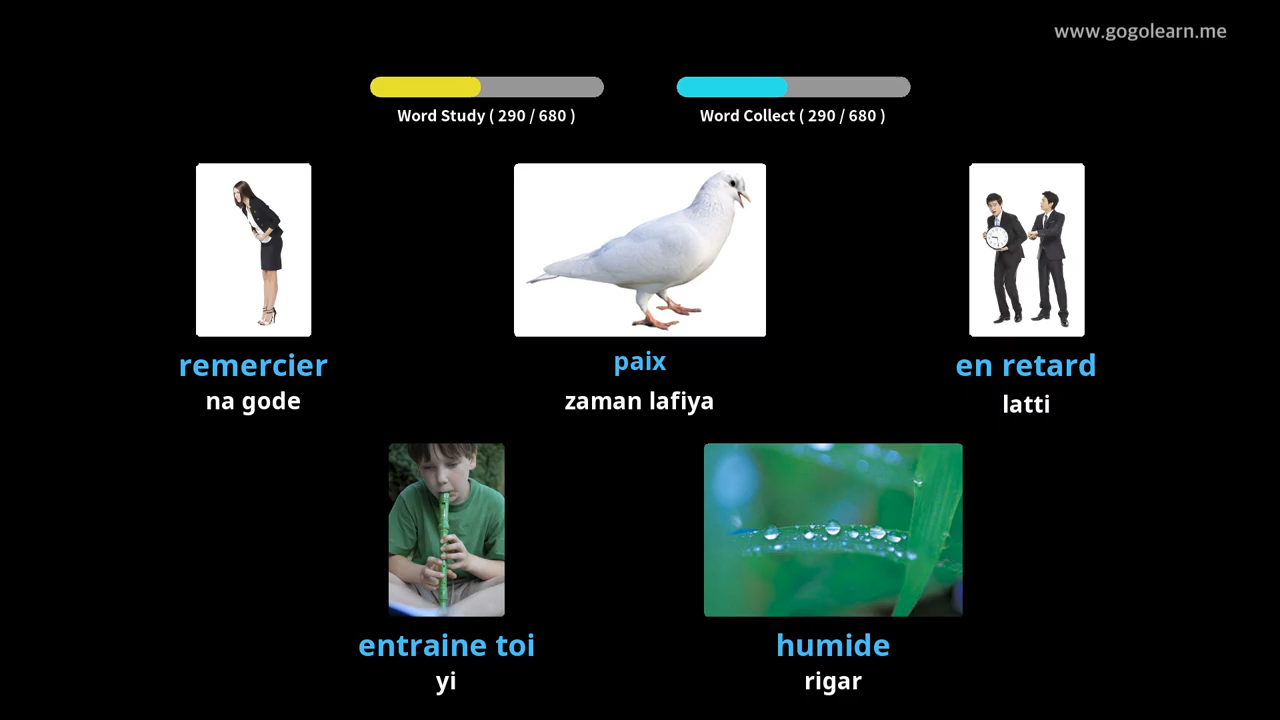 www.gogolearn.me
Word Study ( 290 / 680 )
Word Collect ( 290 / 680 )
remercier
na gode
paix
zaman lafiya
en retard
latti
entraine toi
yi
humide
rigar